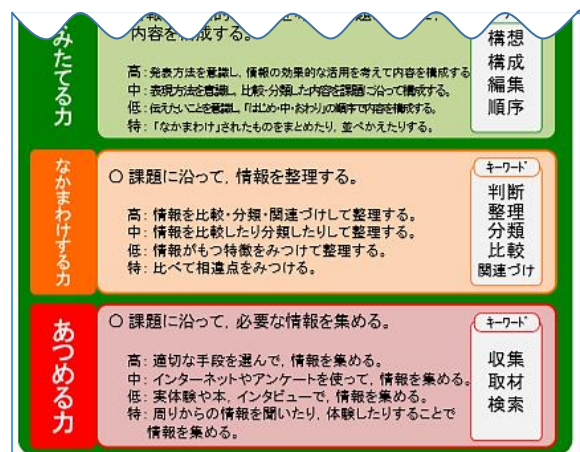 みたてる力
内容を構成する。
高：発表方法を意識し、情報の効果的な活用を考えて内容を構成する
中：表現方法を意識し、比較・分類した内容を課題に沿って構成する。
低：伝えたいことを意識し、「はじめ・中・おわり」の順序で内容を構成する。
特：「なかまわけ」されたものをまとめたり、並べかえたりする。
構想
構成
編集
順序
なかまわけする力
○ 課題に沿って，情報を整理する。
高：情報を比較・分類・関連づけして整理する。
中：情報を比較したり分類したりして整理する。
低：情報がもつ特徴をみつけて整理する。
特：比べて相違点をみつける。
キーワード
判断
整理
分類
比較
関連づけ
あつめる力
○ 課題に沿って，必要な情報を集める。
高：適切な手段を選んで，情報を集める。
中：インターネットやアンケートを使って，情報を集める。
低：実体験や本，インタビューで，情報を集める。
特：周りからの情報を聞いたり，体験したりすることで
情報を集める。
キーワード
収集
取材
検索